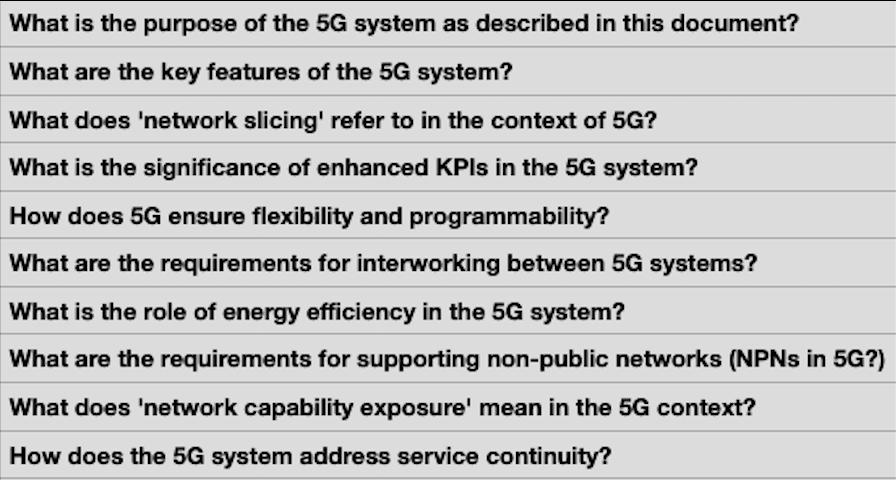 What is the purpose of the 5G system as described in this document?
What are the key features of the 5G system?
What does 'network slicing' refer to in the context of 5G?
What is the significance of enhanced KPIs in the 5G system?
How does 5G ensure flexibility and programmability?
What are the requirements for interworking between 5G systems?
What is the role of energy efficiency in the 5G system?
What are the requirements for supporting non-public networks (NPNs in 5G?)
What does 'network capability exposure' mean in the 5G context?
How does the 5G system address service continuity?